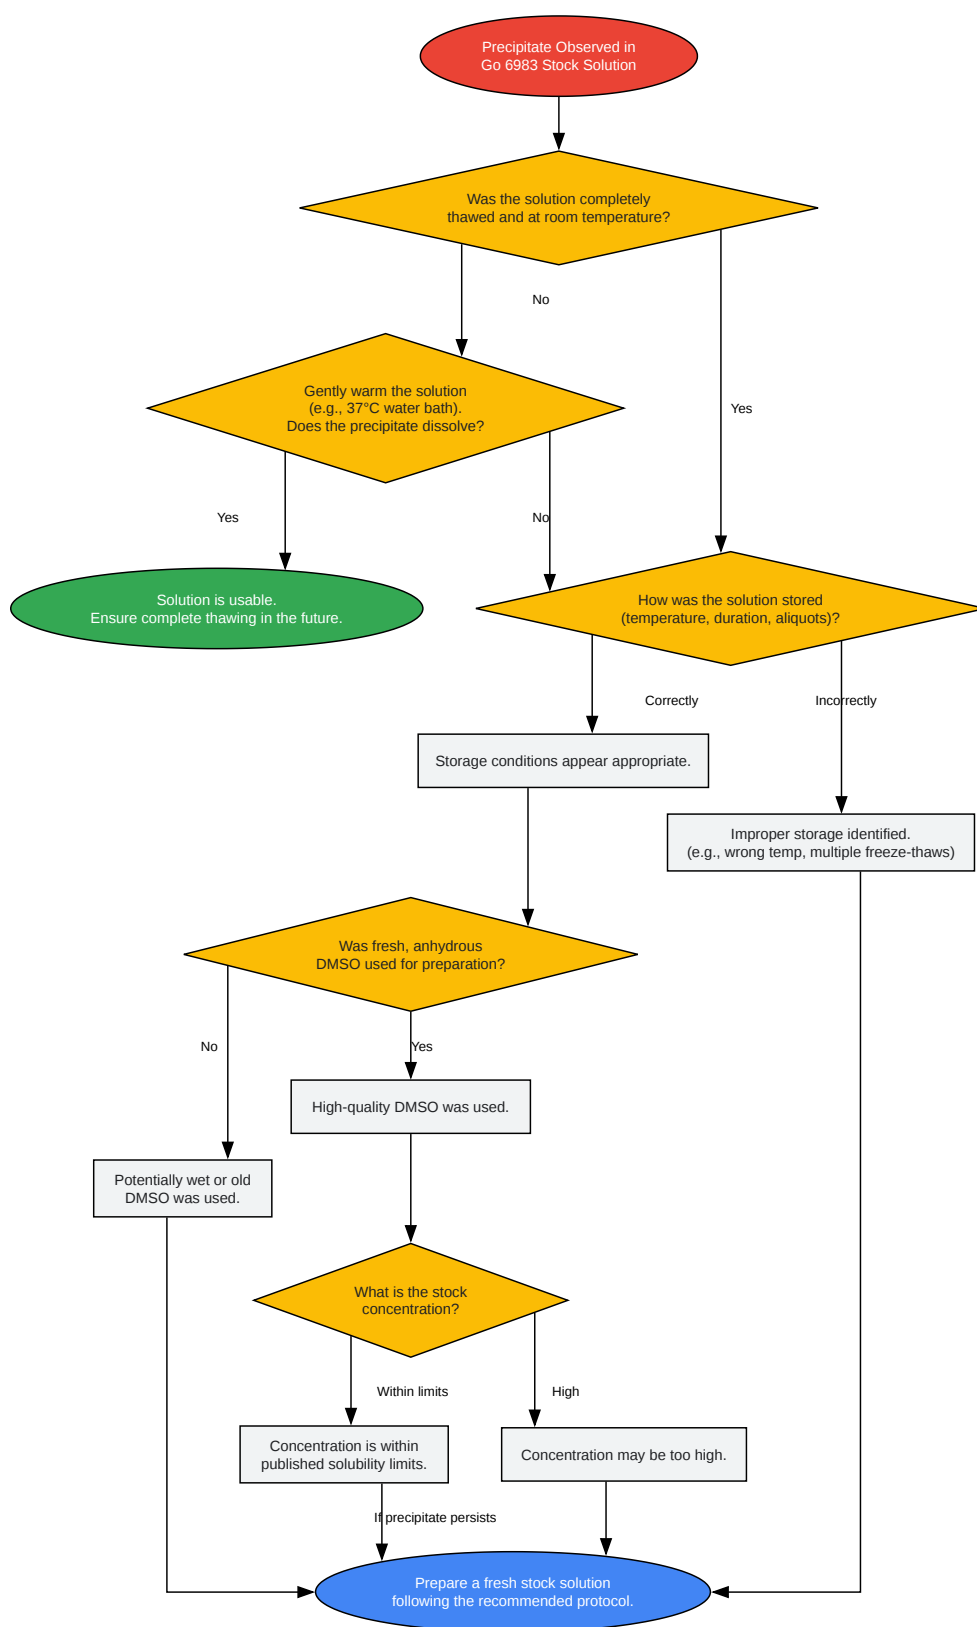 Precipitate Observed in
Go 6983 Stock Solution
Was the solution completely
thawed and at room temperature?
No
Gently warm the solution
(e.g., 37°C water bath).
Does the precipitate dissolve?
Yes
Yes
No
Solution is usable.
Ensure complete thawing in the future.
How was the solution stored
(temperature, duration, aliquots)?
Correctly
Incorrectly
Storage conditions appear appropriate.
Improper storage identified.
(e.g., wrong temp, multiple freeze-thaws)
Was fresh, anhydrous
DMSO used for preparation?
No
Yes
High-quality DMSO was used.
Potentially wet or old
DMSO was used.
What is the stock
concentration?
Within limits
High
Concentration is within
published solubility limits.
Concentration may be too high.
If precipitate persists
Prepare a fresh stock solution
following the recommended protocol.